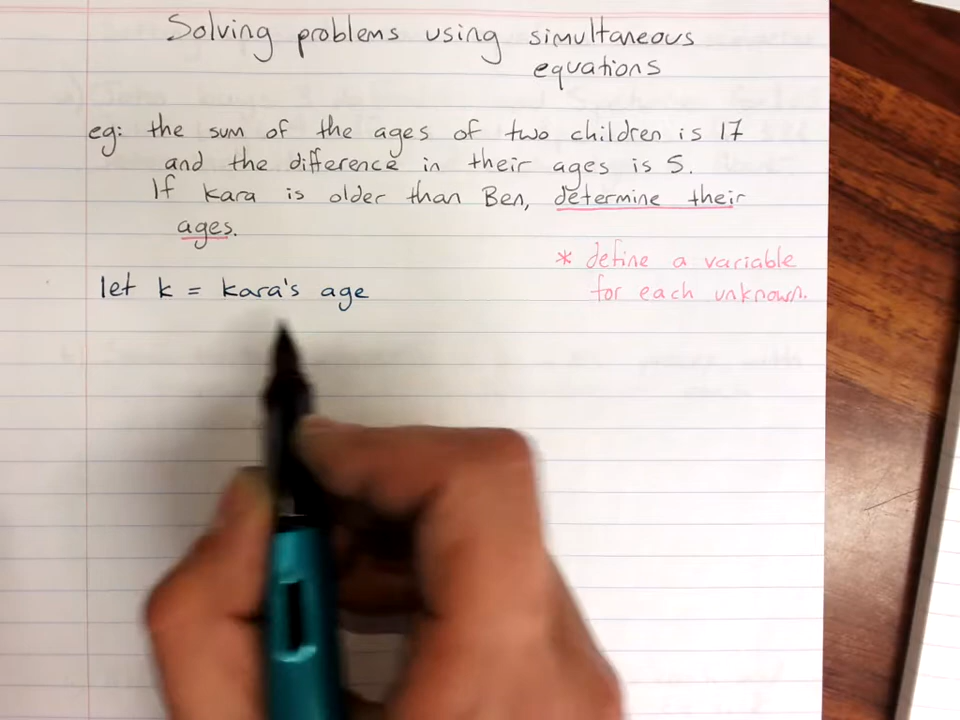 Solving problems using simultaneous
equations
eg: the sum of the ages of two children is 17
and the difference in their ages is 5.
If Kara is older than Ben, determine their
ages.
* define a variable
for each unknown.
let k = kara's age